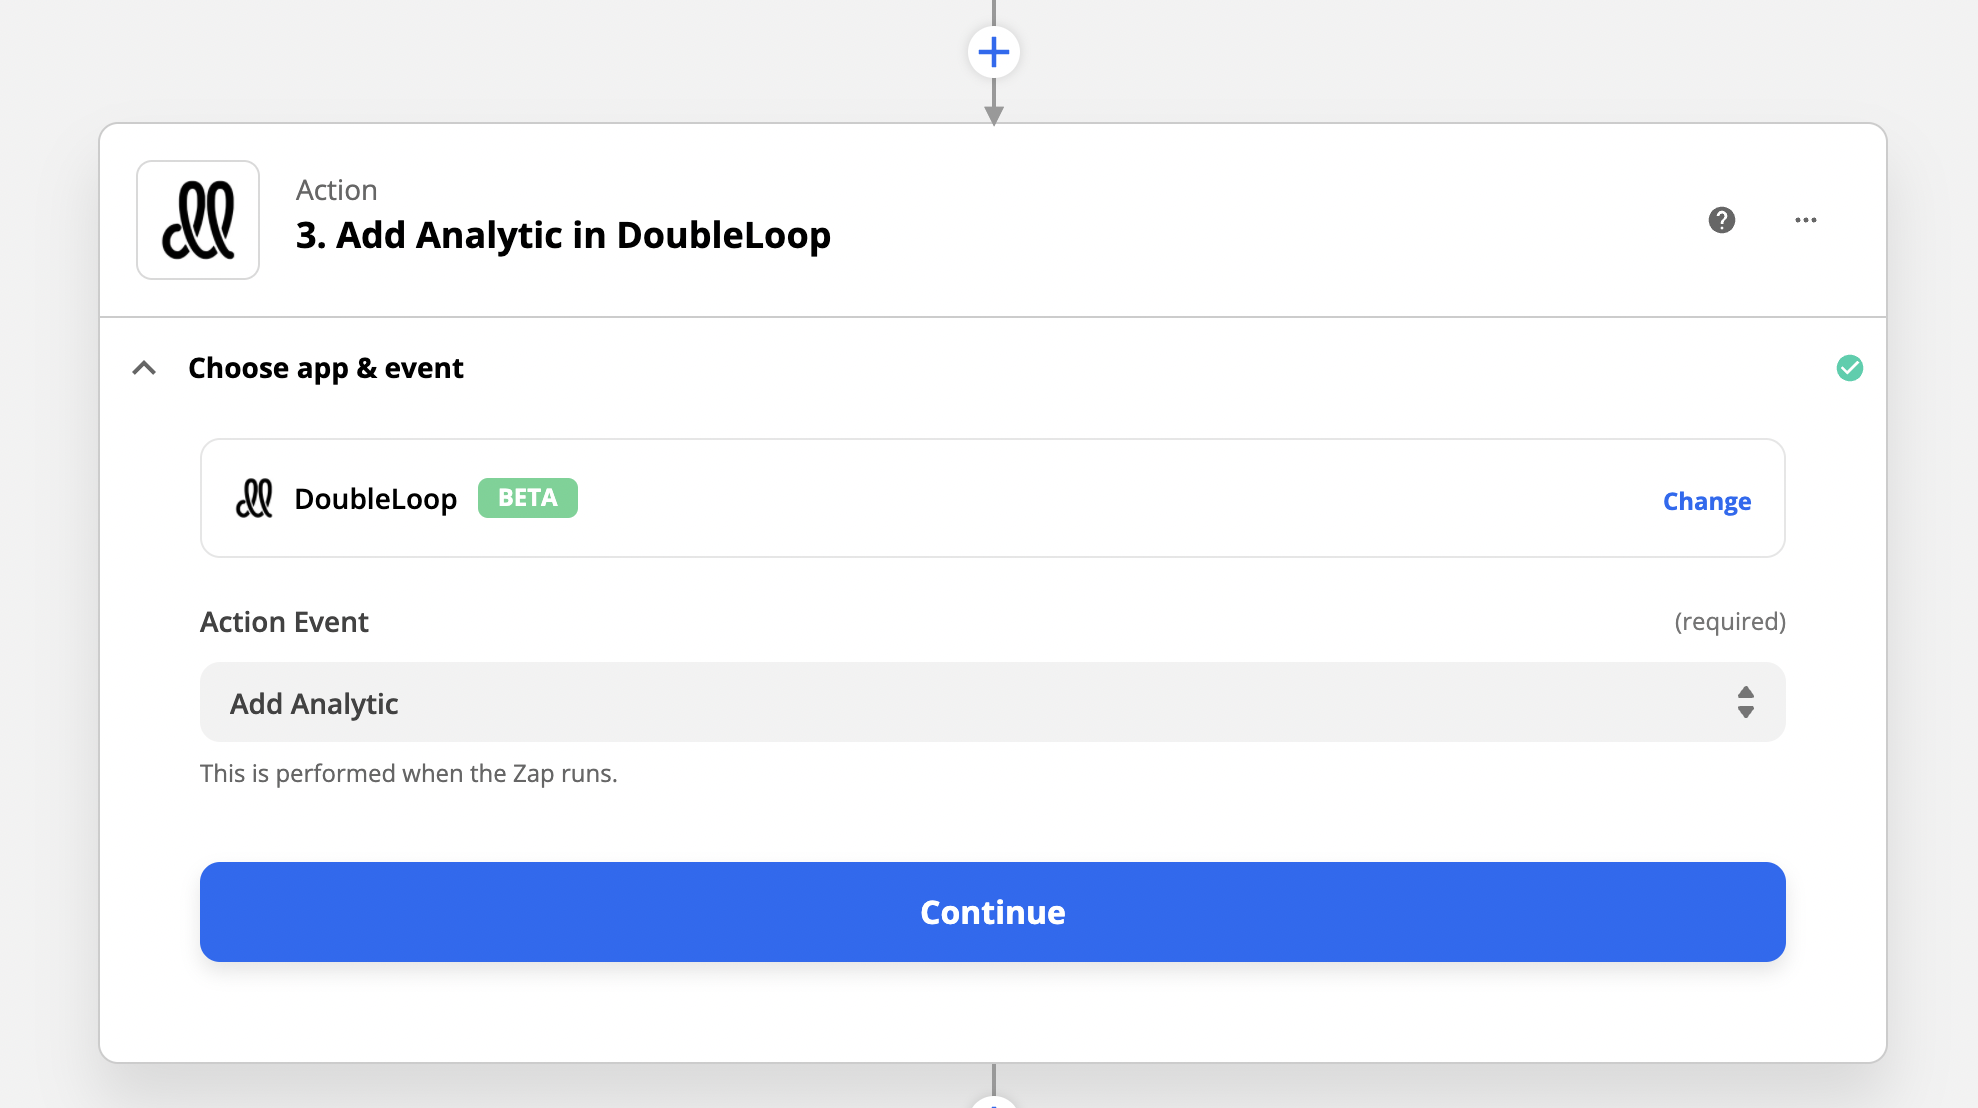 Action
3. Add Analytic in DoubleLoop
Choose app & event
DoubleLoop BETA
Change
Action Event
(required)
Add Analytic
This is performed when the Zap runs.
Continue